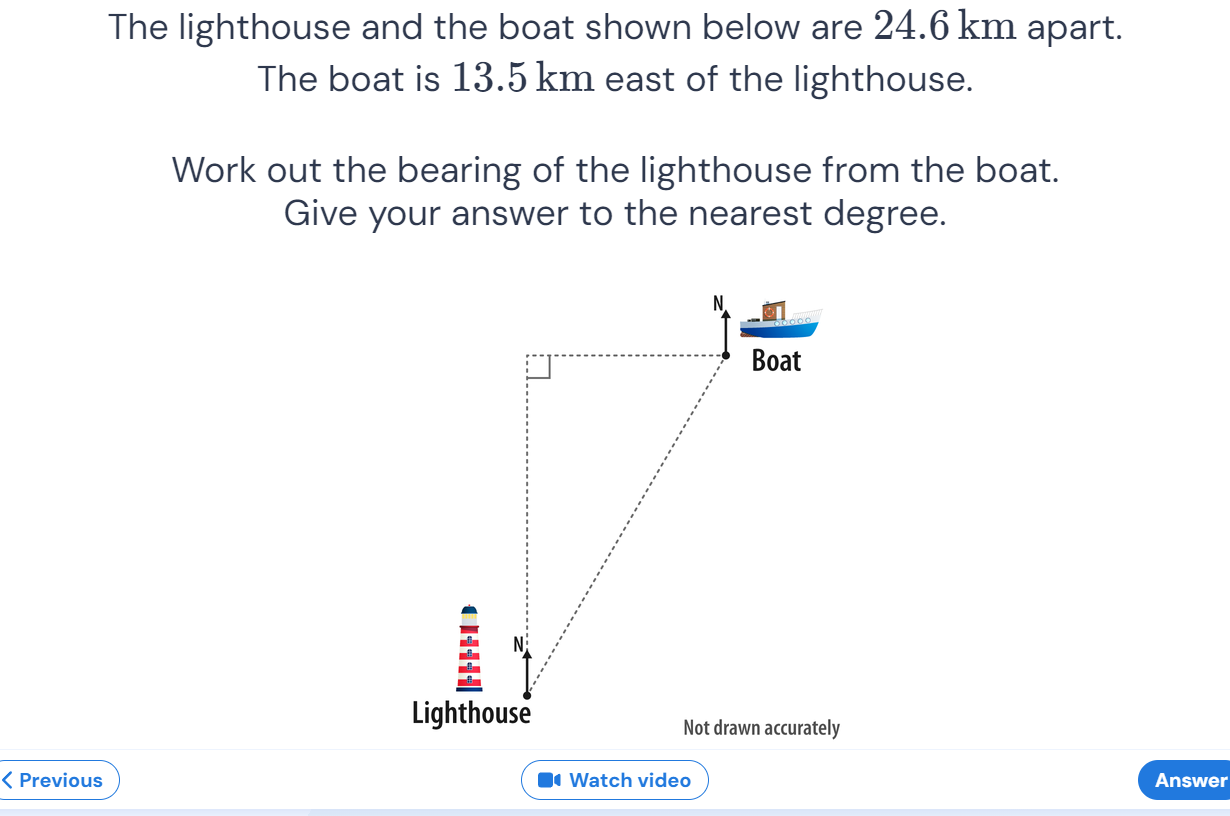 The lighthouse and the boat shown below are 24.6 km apart.
The boat is 13.5 km east of the lighthouse.
Work out the bearing of the lighthouse from the boat.
Give your answer to the nearest degree.
N
Boat
N
Lighthouse
Not drawn accurately
Previous
Watch video
Answer